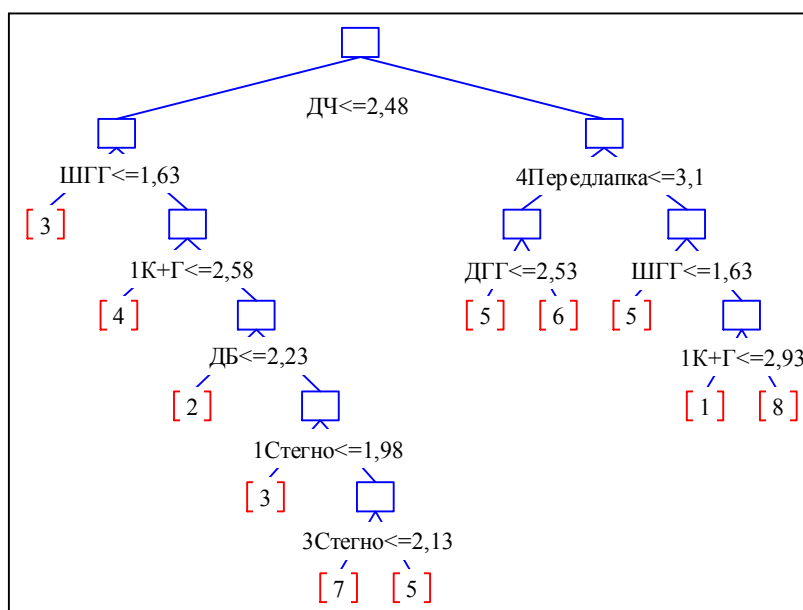 ДЧ<=2,48
ШГГ<=1,63
4Передлапка<=3,1
[3]
1К+Г<=2,58
ДГГ<=2,53
ШГГ<=1,63
[4]
[5]
[6]
[5]
ДБ<=2,23
1К+Г<=2,93
[2]
[1]
[8]
1Стегно<=1,98
[3]
3Стегно<=2,13
[7]
[5]